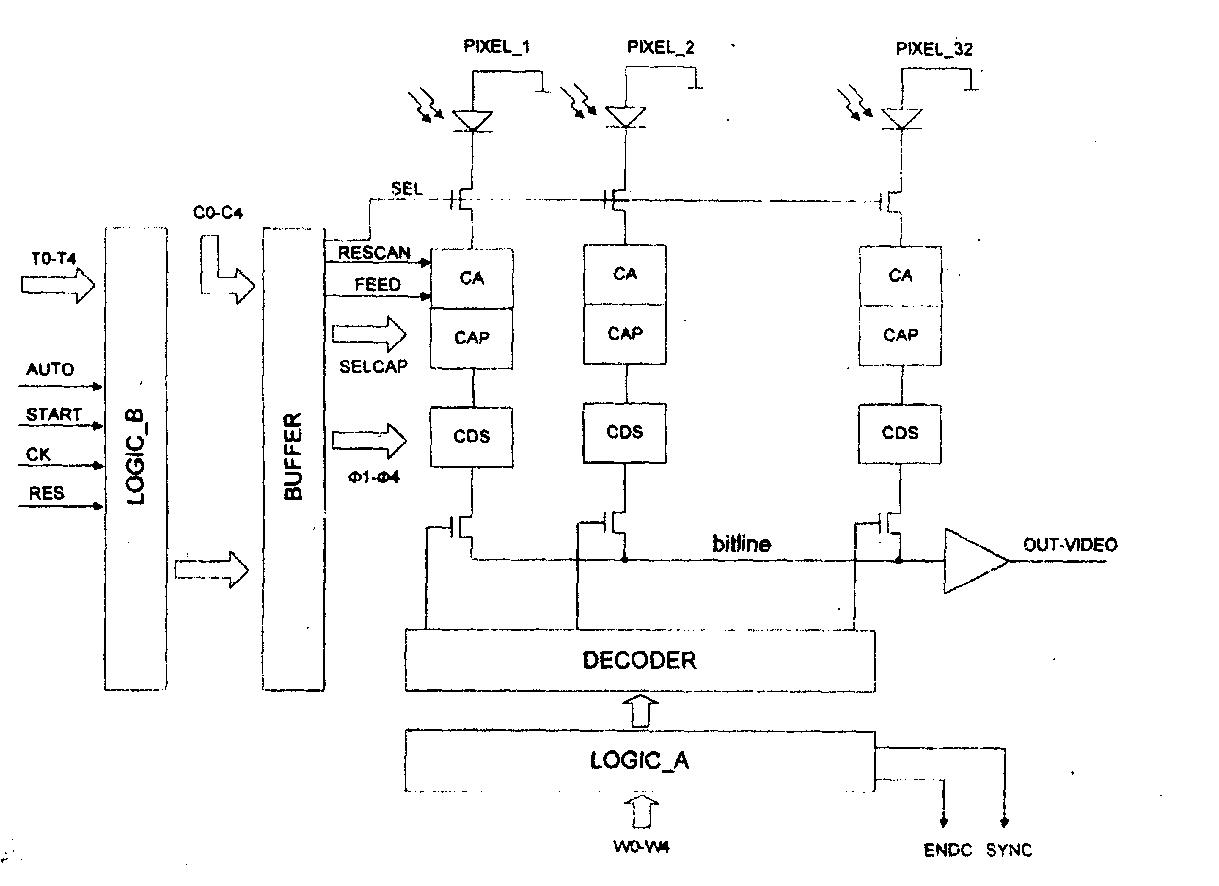 PIXEL_1
PIXEL_2
PIXEL_32
SEL
C0-C4
T0-T4
RESCAN
FEED
CA
CA
CA
CAP
CAP
CAP
SELCAP
AUTO
START
CK
RES
LOGIC_B
BUFFER
CDS
CDS
CDS
Φ1-Φ4
bitline
OUT-VIDEO
DECODER
LOGIC_A
W0-W4
ENDC SYNC